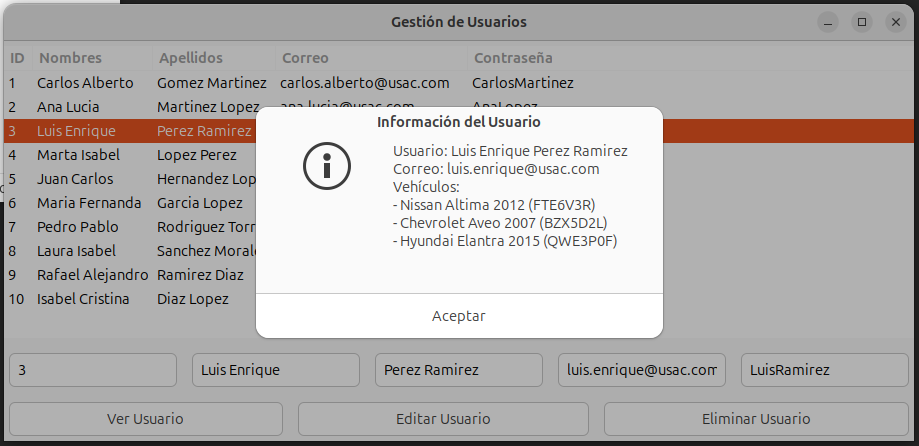 Gestión de Usuarios
ID Nombres Apellidos Correo Contraseña
1 Carlos Alberto Gomez Martinez carlos.alberto@usac.com CarlosMartinez
2 Ana Lucia Martinez Lopez ana.lucia@usac.com AnaLopez
3 Luis Enrique Perez Ramirez
4 Marta Isabel Lopez Perez
5 Juan Carlos Hernandez Lop
6 Maria Fernanda Garcia Lopez
7 Pedro Pablo Rodriguez Torr
8 Laura Isabel Sanchez Moral
9 Rafael Alejandro Ramirez Diaz
10 Isabel Cristina Diaz Lopez
Información del Usuario
Usuario: Luis Enrique Perez Ramirez
Correo: luis.enrique@usac.com
Vehículos:
- Nissan Altima 2012 (FTE6V3R)
- Chevrolet Aveo 2007 (BZX5D2L)
- Hyundai Elantra 2015 (QWE3P0F)
Aceptar
3 Luis Enrique Perez Ramirez luis.enrique@usac.com LuisRamirez
Ver Usuario Editar Usuario Eliminar Usuario